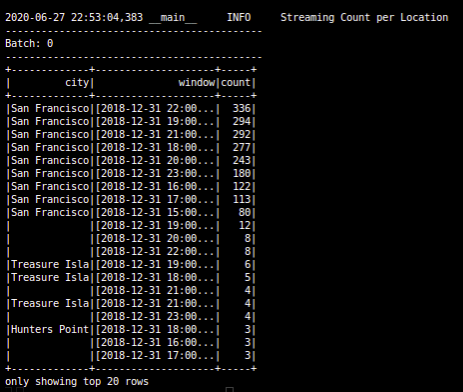 2020-06-27 22:53:04,383 __main__     INFO     Streaming Count per Location
-------------------------------------------
Batch: 0
-------------------------------------------
+-------------+--------------------+-----+
|         city|              window|count|
+-------------+--------------------+-----+
|San Francisco|[2018-12-31 22:00...|  336|
|San Francisco|[2018-12-31 19:00...|  294|
|San Francisco|[2018-12-31 21:00...|  292|
|San Francisco|[2018-12-31 18:00...|  277|
|San Francisco|[2018-12-31 20:00...|  243|
|San Francisco|[2018-12-31 23:00...|  180|
|San Francisco|[2018-12-31 16:00...|  122|
|San Francisco|[2018-12-31 17:00...|  113|
|San Francisco|[2018-12-31 15:00...|   80|
|             |[2018-12-31 19:00...|   12|
|             |[2018-12-31 20:00...|    8|
|             |[2018-12-31 22:00...|    8|
|Treasure Isla|[2018-12-31 19:00...|    6|
|Treasure Isla|[2018-12-31 18:00...|    5|
|             |[2018-12-31 21:00...|    4|
|Treasure Isla|[2018-12-31 21:00...|    4|
|             |[2018-12-31 23:00...|    4|
|Hunters Point|[2018-12-31 18:00...|    3|
|             |[2018-12-31 16:00...|    3|
|             |[2018-12-31 17:00...|    3|
+-------------+--------------------+-----+
only showing top 20 rows